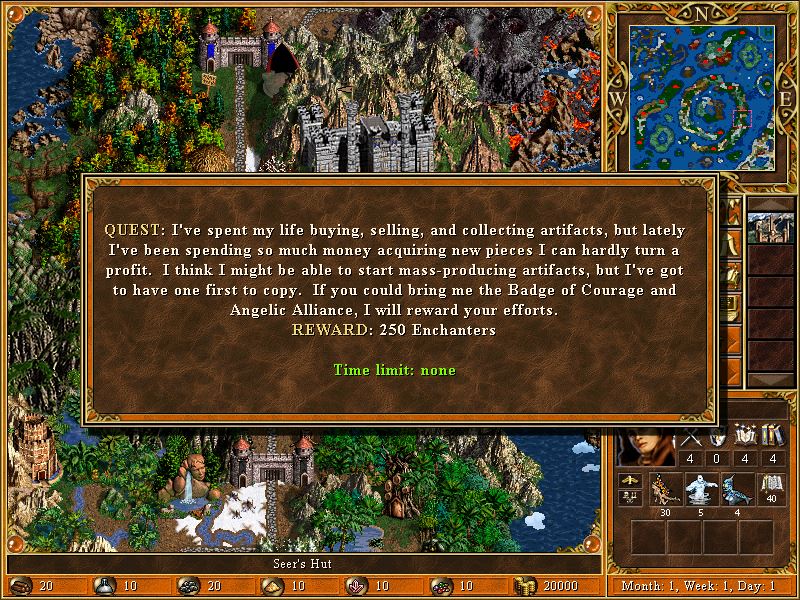 N
W
E
QUEST: I've spent my life buying, selling, and collecting artifacts, but lately
I've been spending so much money acquiring new pieces I can hardly turn a
profit. I think I might be able to start mass-producing artifacts, but I've got
to have one first to copy. If you could bring me the Badge of Courage and
Angelic Alliance, I will reward your efforts.
REWARD: 250 Enchanters
Time limit: none
4 0 4 4
40
30 5 4
Seer's Hut
20 10 20 10 10 10 20000
Month: 1, Week: 1, Day: 1